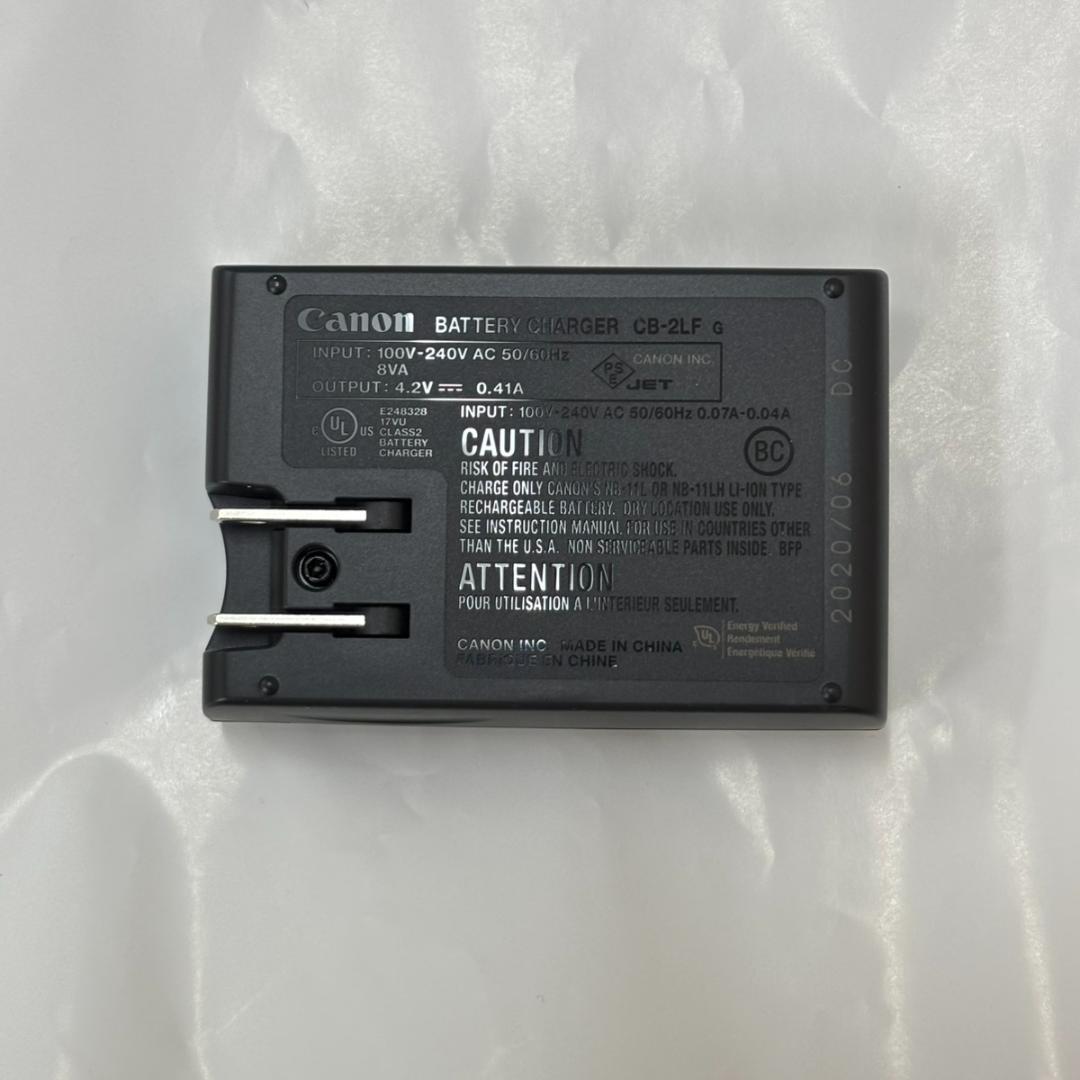 Canon BATTERY CHARGER CB-2LF G
INPUT: 100V-240V AC 50/60Hz
8VA
OUTPUT: 4.2V ⎓ 0.41A
PS
E
JET
CANON INC.
INPUT: 100V-240V AC 50/60Hz 0.07A-0.04A
C UL US
LISTED
E248328
17VU
CLASS2
BATTERY
CHARGER
CAUTION
BC
RISK OF FIRE AND ELECTRIC SHOCK.
CHARGE ONLY CANON'S NB-11L OR NB-11LH LI-ION TYPE
RECHARGEABLE BATTERY. DRY LOCATION USE ONLY.
SEE INSTRUCTION MANUAL FOR USE IN COUNTRIES OTHER
THAN THE U.S.A. NON SERVICEABLE PARTS INSIDE. BFP
ATTENTION
POUR UTILISATION A L'INTERIEUR SEULEMENT.
CANON INC. MADE IN CHINA
FABRIQUE EN CHINE
UL
Energy Verified
Rendement
Énergétique Vérifié
2020/06 DC